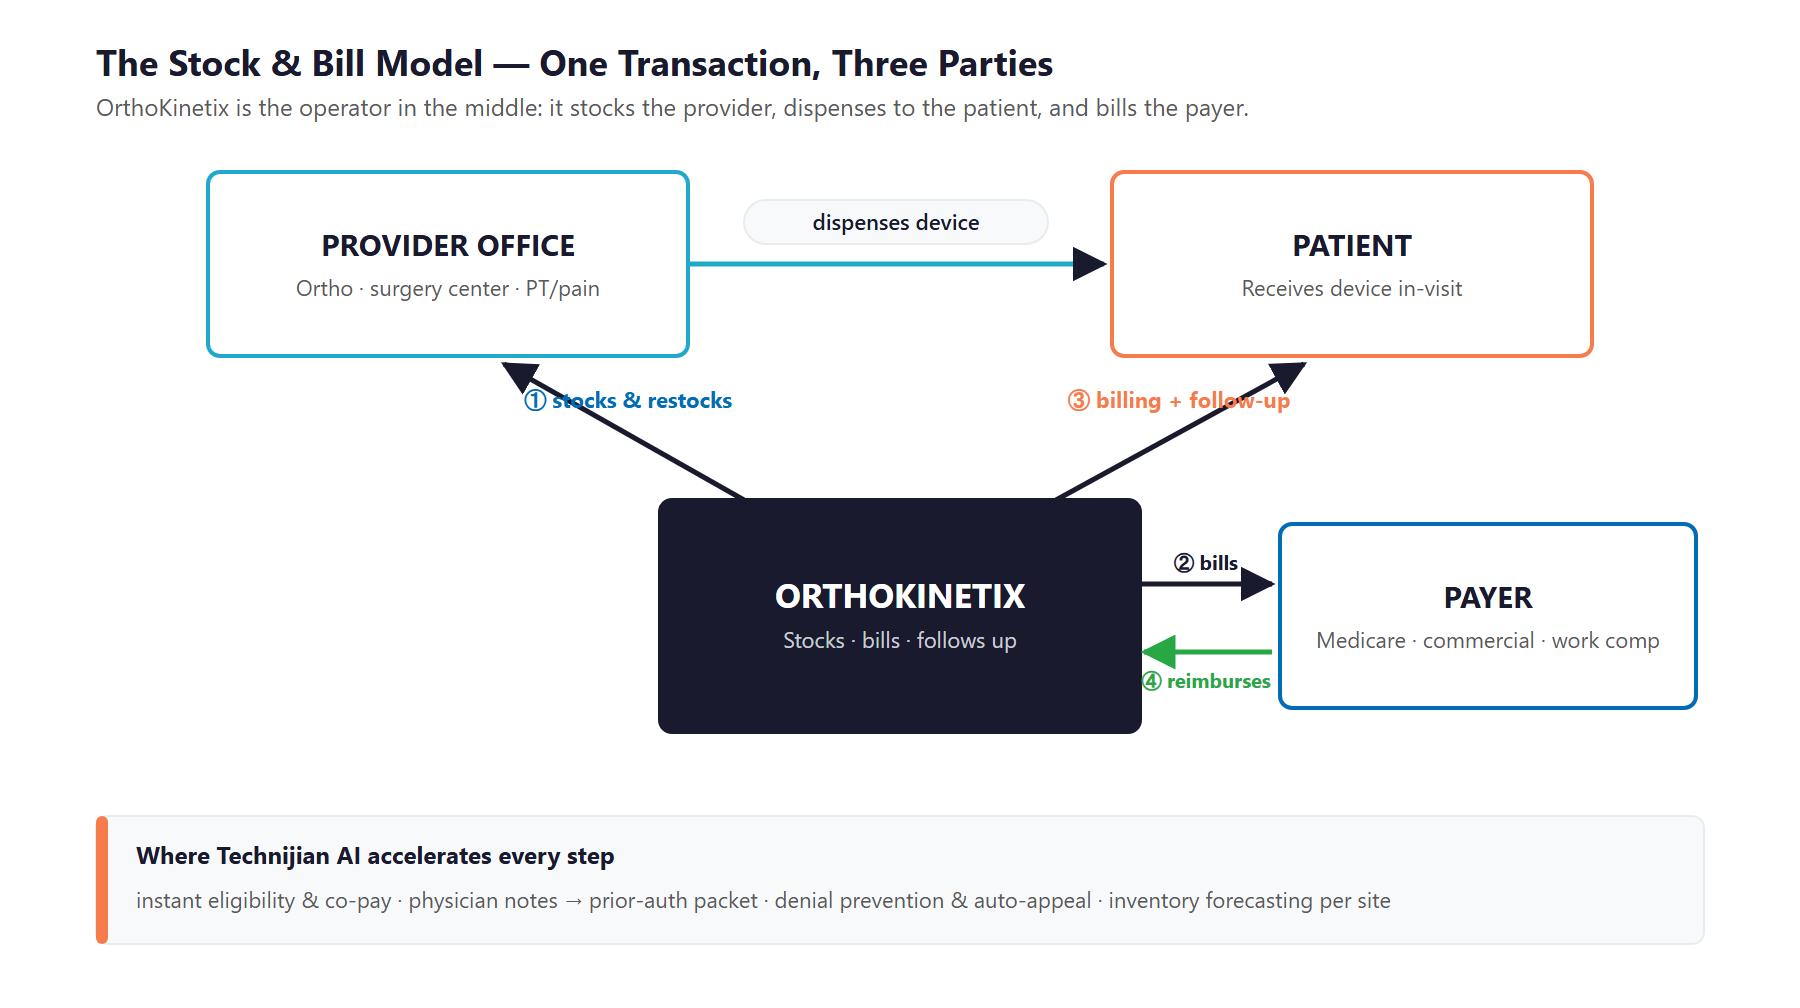 The Stock & Bill Model — One Transaction, Three Parties
OrthoKinetix is the operator in the middle: it stocks the provider, dispenses to the patient, and bills the payer.
dispenses device
PROVIDER OFFICE
Ortho · surgery center · PT/pain
PATIENT
Receives device in-visit
① stocks & restocks
③ billing + follow-up
ORTHOKINETIX
Stocks · bills · follows up
② bills
④ reimburses
PAYER
Medicare · commercial · work comp
Where Technijian AI accelerates every step
instant eligibility & co-pay · physician notes → prior-auth packet · denial prevention & auto-appeal · inventory forecasting per site